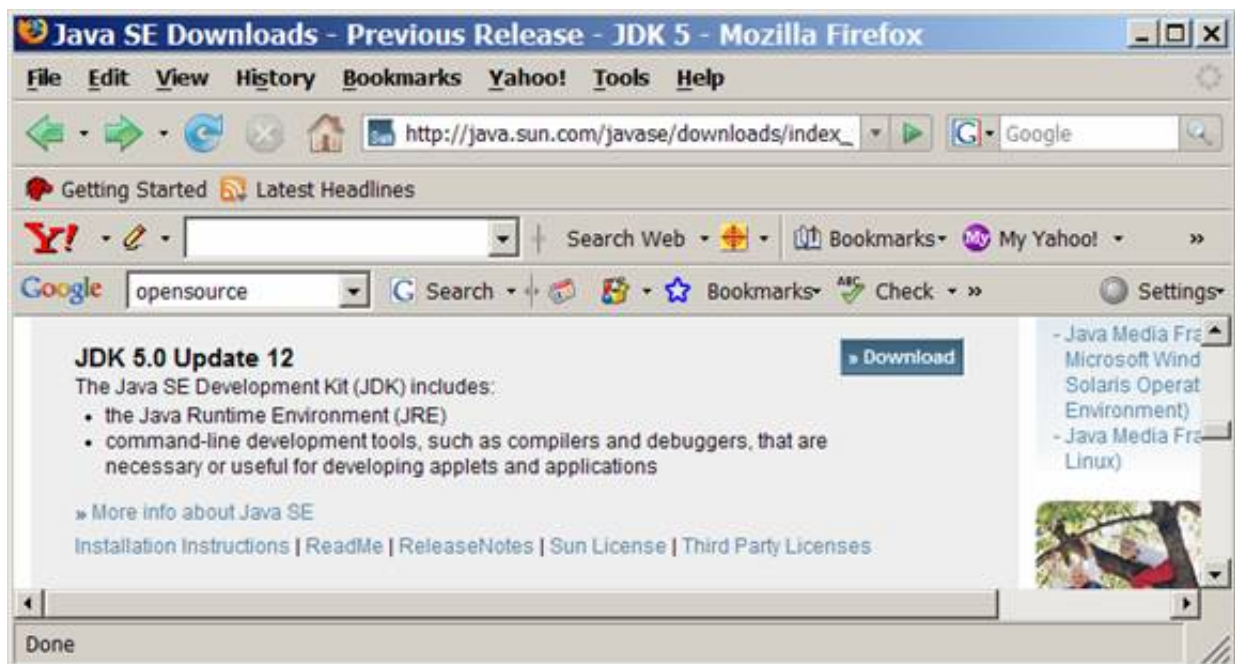 Java SE Downloads - Previous Release - JDK 5 - Mozilla Firefox
File Edit View History Bookmarks Yahoo! Tools Help
Sun http://java.sun.com/javase/downloads/index_ G Google
Getting Started Latest Headlines
Y! Search Web Bookmarks My My Yahoo! »
Google opensource G Search Bookmarks ABC Check » Settings
JDK 5.0 Update 12
» Download
The Java SE Development Kit (JDK) includes:
• the Java Runtime Environment (JRE)
• command-line development tools, such as compilers and debuggers, that are
necessary or useful for developing applets and applications
» More info about Java SE
Installation Instructions | ReadMe | ReleaseNotes | Sun License | Third Party Licenses
- Java Media Fra
Microsoft Wind
Solaris Operat
Environment)
- Java Media Fra
Linux)
Done